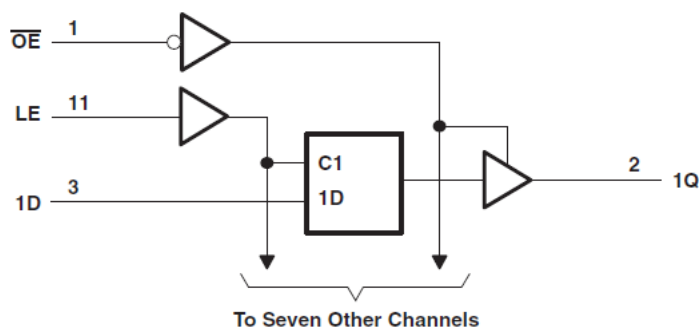 OE 1
LE 11
C1
1D 3
1D
2 1Q
To Seven Other Channels